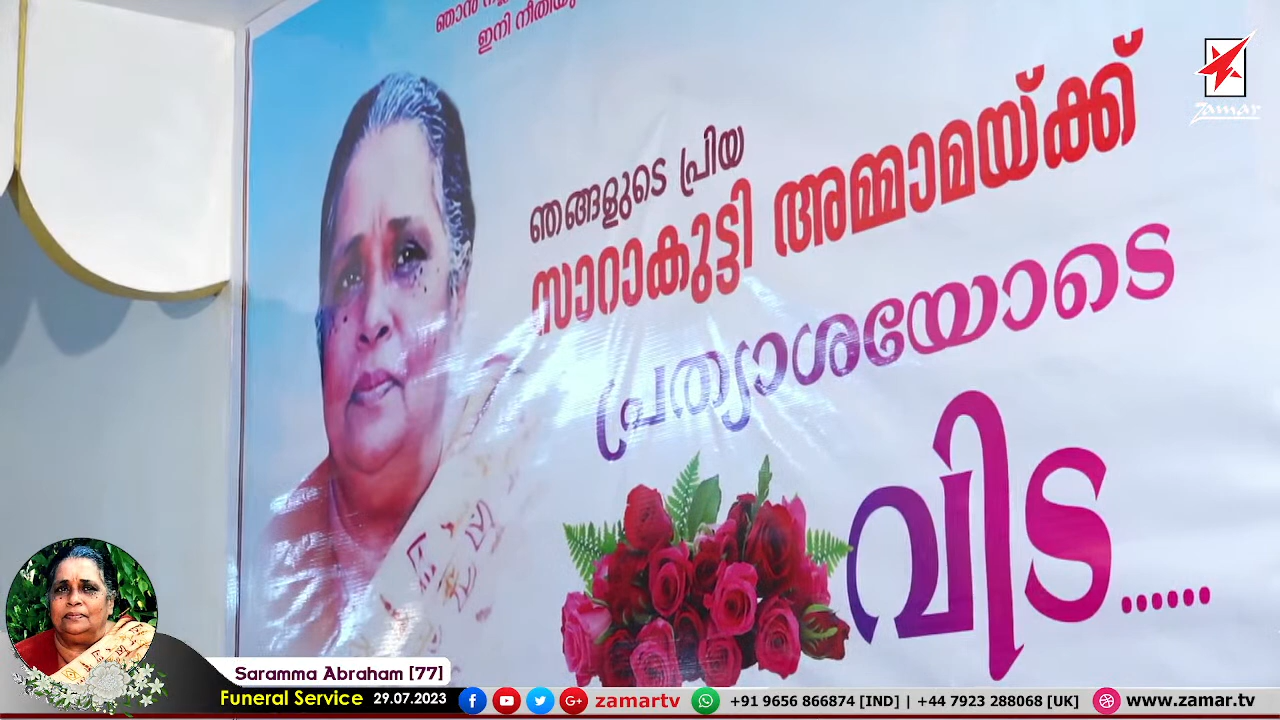 ഞാൻ
ഇനി നീതിയു
ഞങ്ങളുടെ പ്രിയ
സാറാകുട്ടി അമ്മാമയ്ക്ക്
പ്രത്യാശയോടെ
വിട......
Zamar
Saramma Abraham [77]
Funeral Service 29.07.2023 zamartv +91 9656 866874 [IND] | +44 7923 288068 [UK] www.zamar.tv